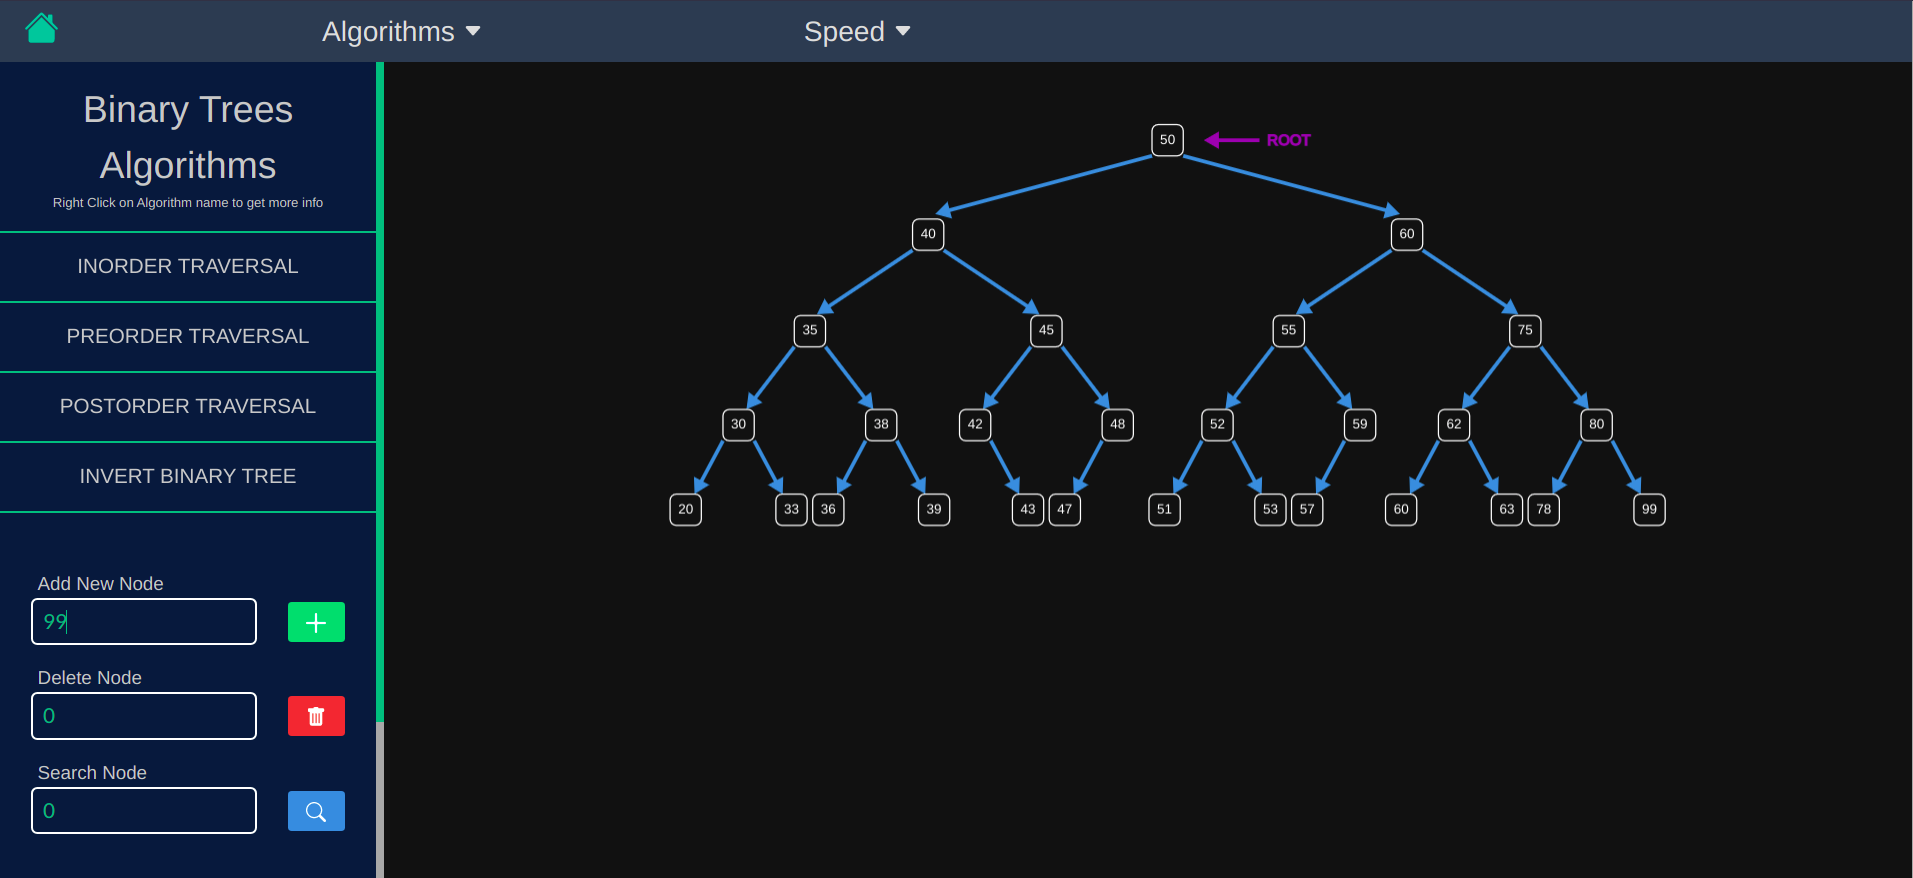 Algorithms
Speed
Binary Trees
Algorithms
Right Click on Algorithm name to get more info
INORDER TRAVERSAL
PREORDER TRAVERSAL
POSTORDER TRAVERSAL
INVERT BINARY TREE
Add New Node
99
Delete Node
0
Search Node
0
50 ROOT
40 60
35 45 55 75
30 38 42 48 52 59 62 80
20 33 36 39 43 47 51 53 57 60 63 78 99